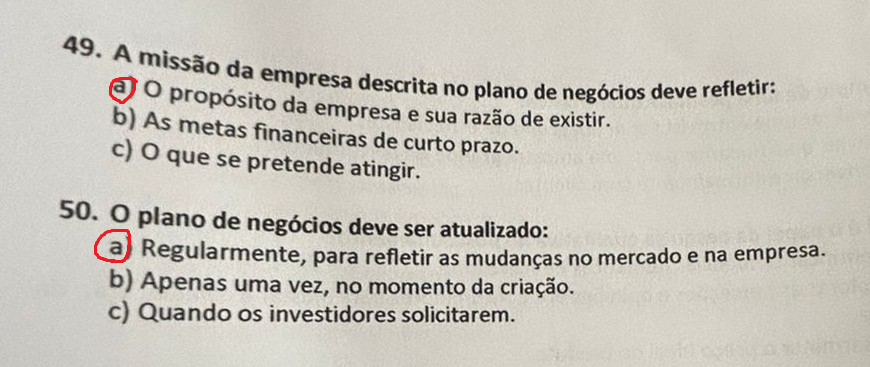 49. A missão da empresa descrita no plano de negócios deve refletir:
a) O propósito da empresa e sua razão de existir.
b) As metas financeiras de curto prazo.
c) O que se pretende atingir.
50. O plano de negócios deve ser atualizado:
a) Regularmente, para refletir as mudanças no mercado e na empresa.
b) Apenas uma vez, no momento da criação.
c) Quando os investidores solicitarem.